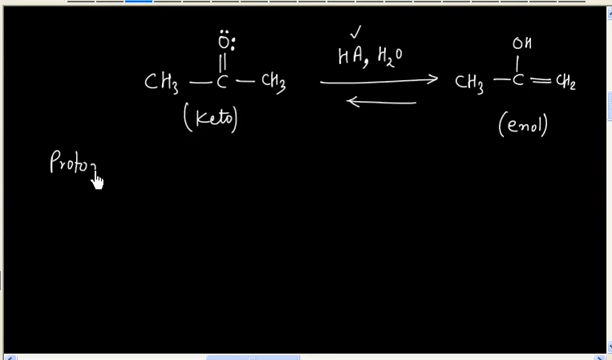 :Ö:
HA, H2O
OH
CH3 — C — CH3
CH3 — C = CH2
(Keto)
(enol)
Proto